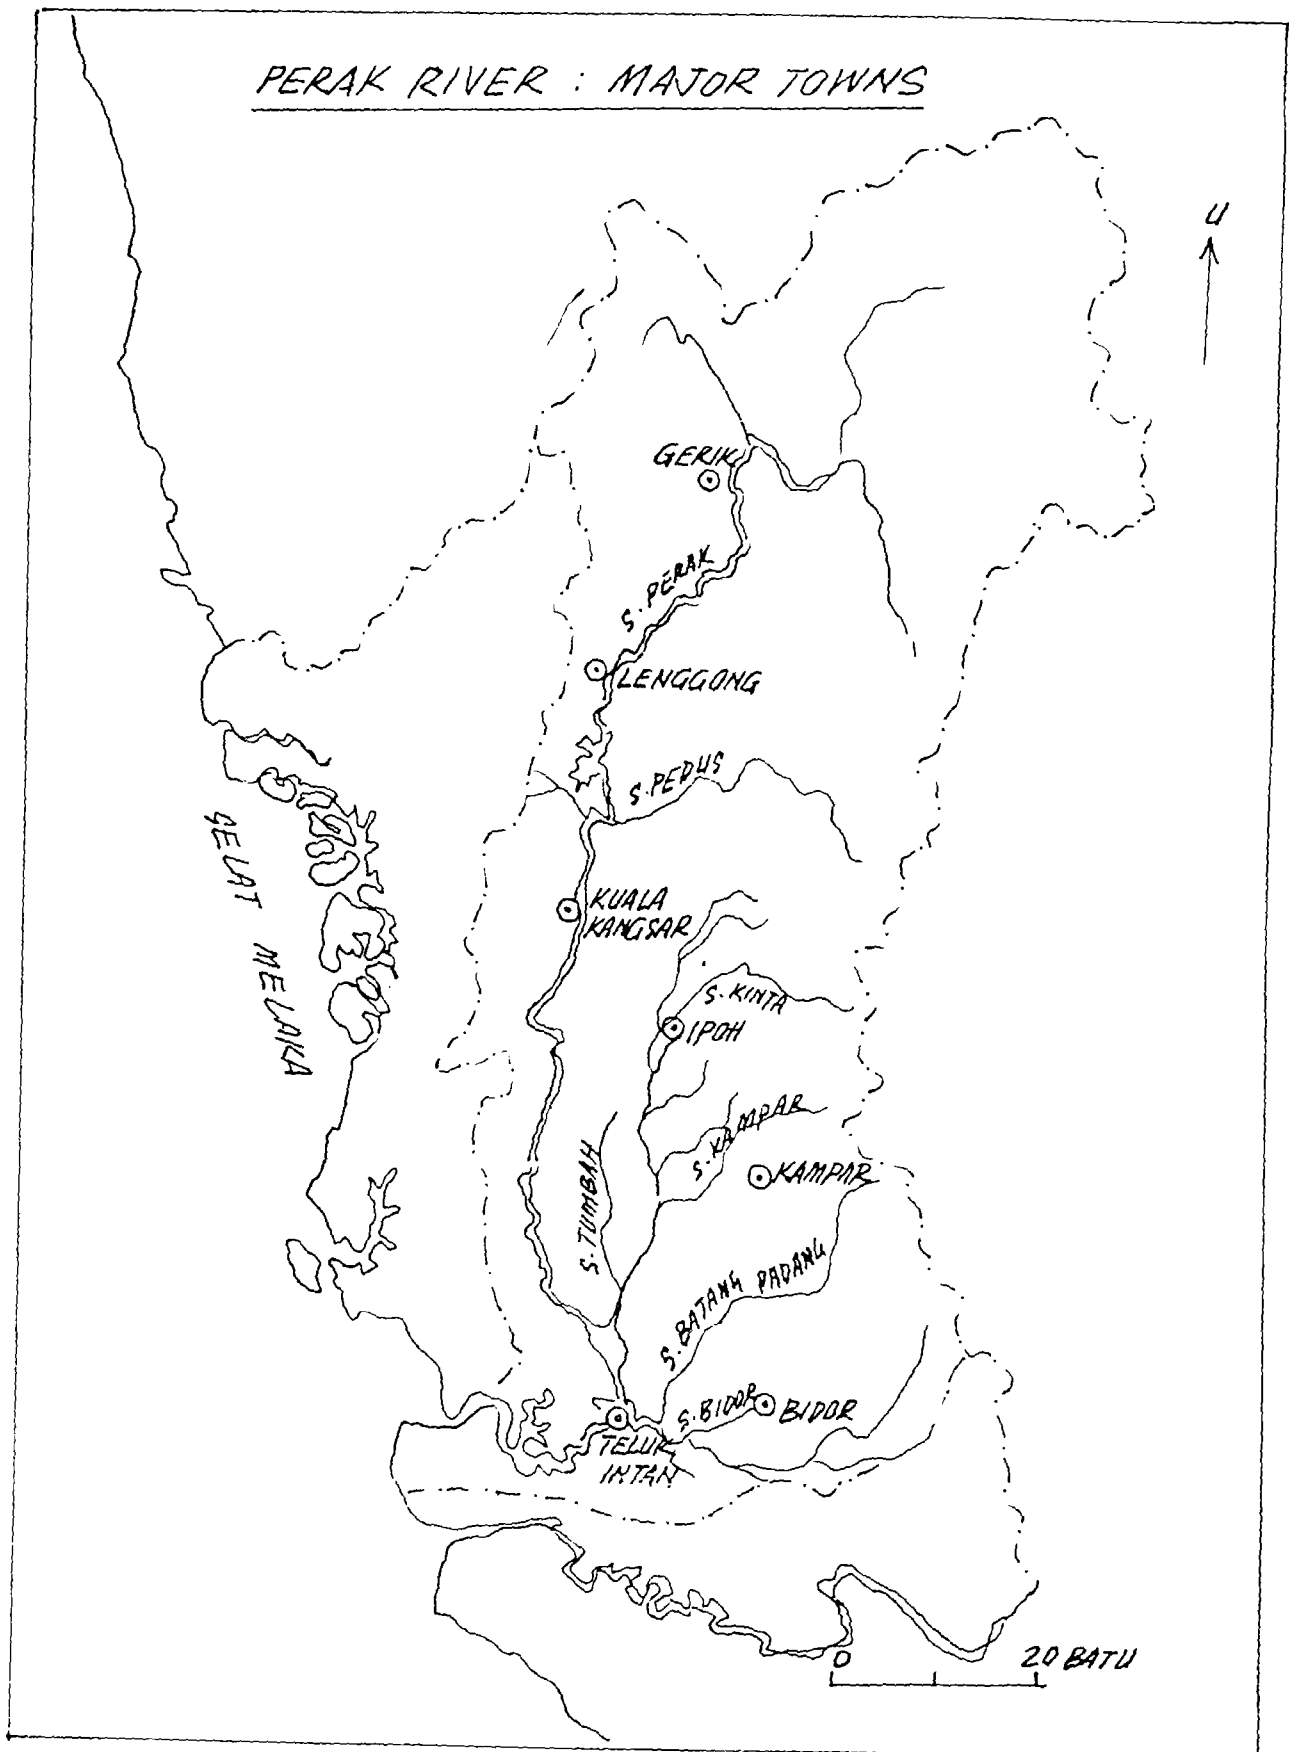 PERAK RIVER : MAJOR TOWNS
U
GERIK
S. PERAK
LENGGONG
S. PEDUS
SELAT MELAKA
KUALA
KANGSAR
S. KINTA
IPOH
S. KAMPAR
KAMPAR
S. TUMBAH
S. BATANG PADANG
S. BIDOR
BIDOR
TELUK
INTAN
0
20 BATU